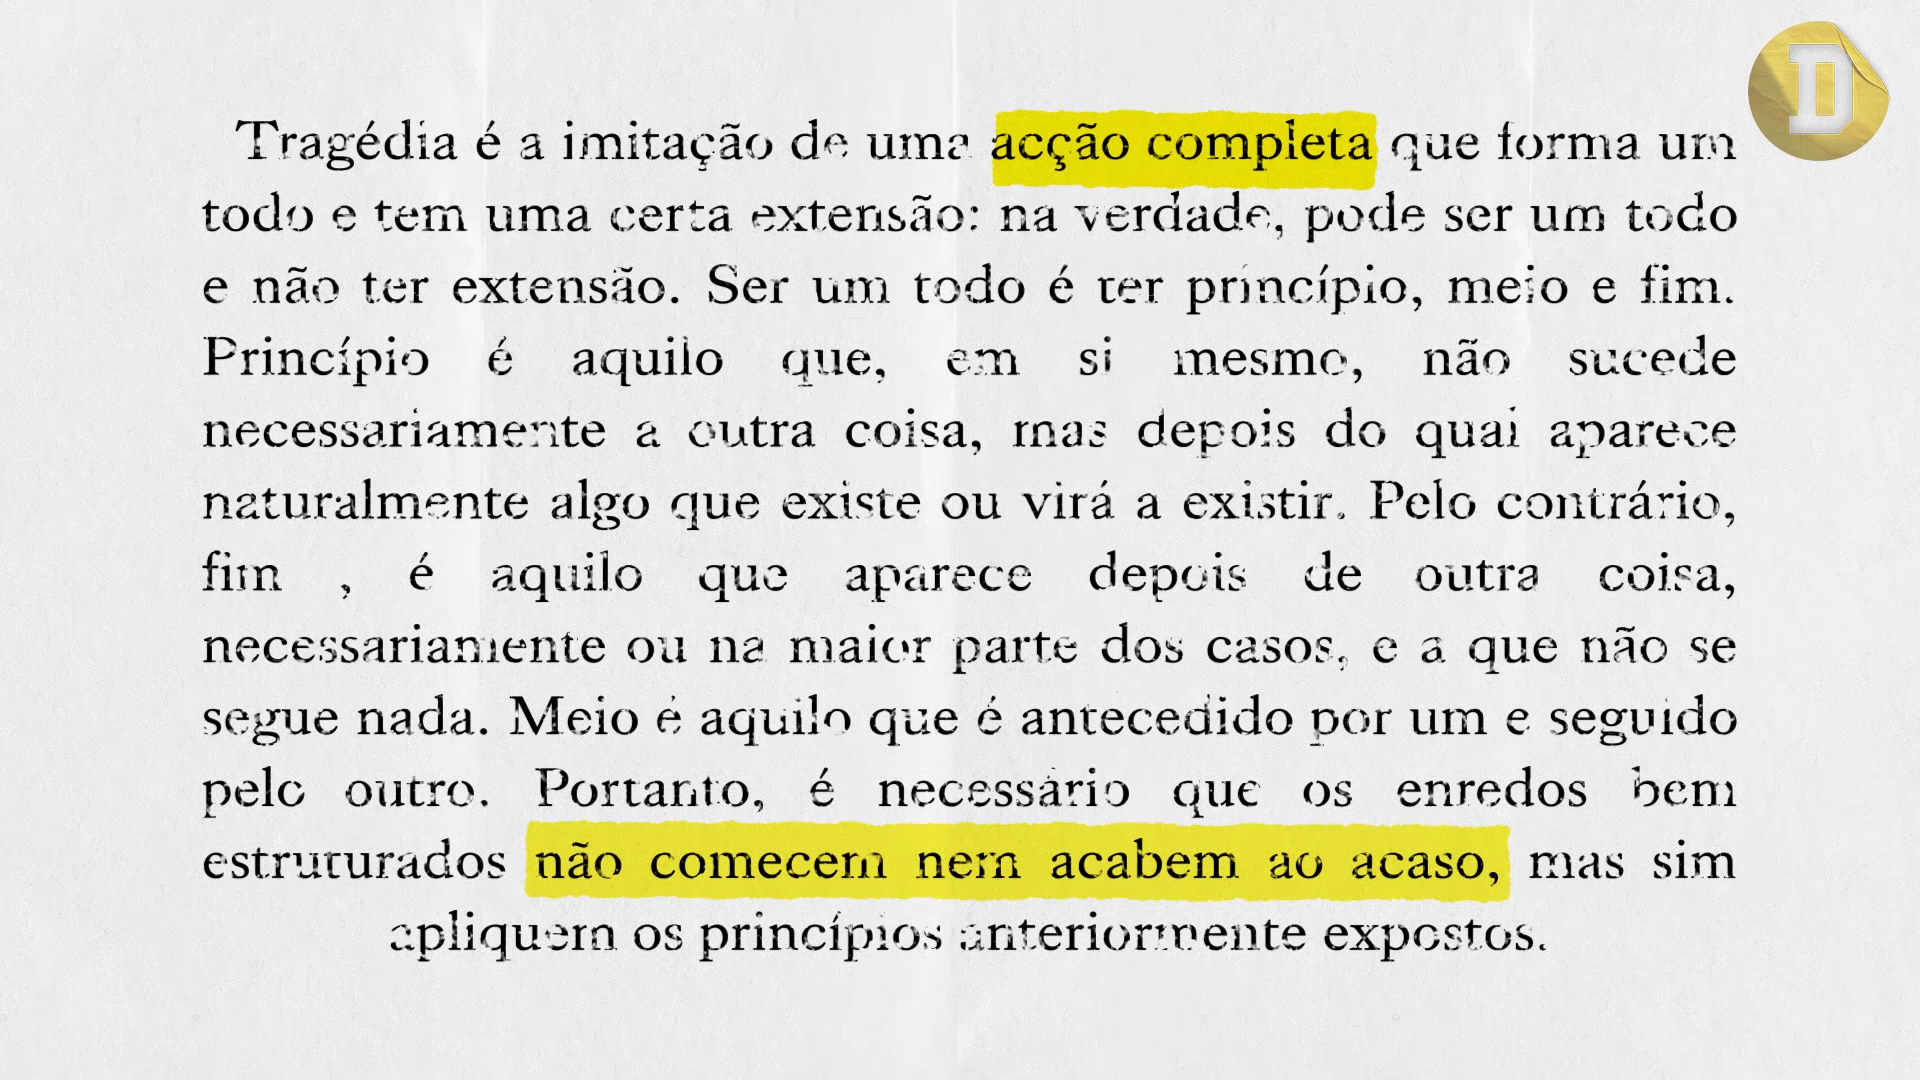 Tragédia é a imitação de uma acção completa que forma um
todo e tem uma certa extensão: na verdade, pode ser um todo
e não ter extensão. Ser um todo é ter princípio, meio e fim.
Princípio é aquilo que, em si mesmo, não sucede
necessariamente a outra coisa, mas depois do qual aparece
naturalmente algo que existe ou virá a existir. Pelo contrário,
fim , é aquilo que aparece depois de outra coisa,
necessariamente ou na maior parte dos casos, e a que não se
segue nada. Meio é aquilo que é antecedido por um e seguido
pelo outro. Portanto, é necessário que os enredos bem
estruturados não comecem nem acabem ao acaso, mas sim
apliquem os princípios anteriormente expostos.
D